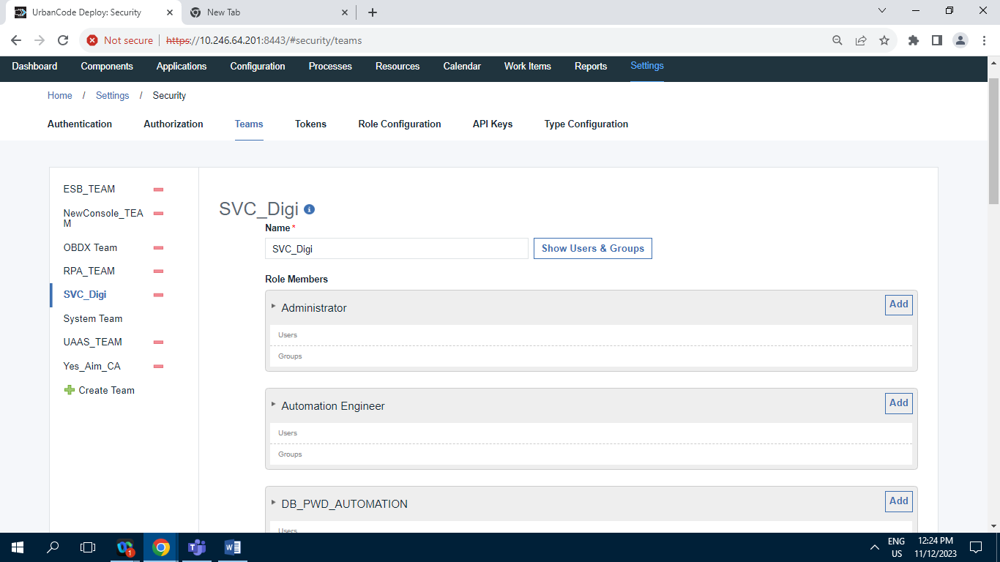 UrbanCode Deploy: Security
New Tab
Not secure https://10.246.64.201:8443/#security/teams
Dashboard Components Applications Configuration Processes Resources Calendar Work Items Reports Settings
Home / Settings / Security
Authentication Authorization Teams Tokens Role Configuration API Keys Type Configuration
ESB_TEAM
NewConsole_TEA
M
OBDX Team
RPA_TEAM
SVC_Digi
System Team
UAAS_TEAM
Yes_Aim_CA
Create Team
SVC_Digi
Name *
SVC_Digi
Show Users & Groups
Role Members
Administrator
Add
Users
Groups
Automation Engineer
Add
Users
Groups
DB_PWD_AUTOMATION
Add
Users
1
ENG
US
12:24 PM
11/12/2023